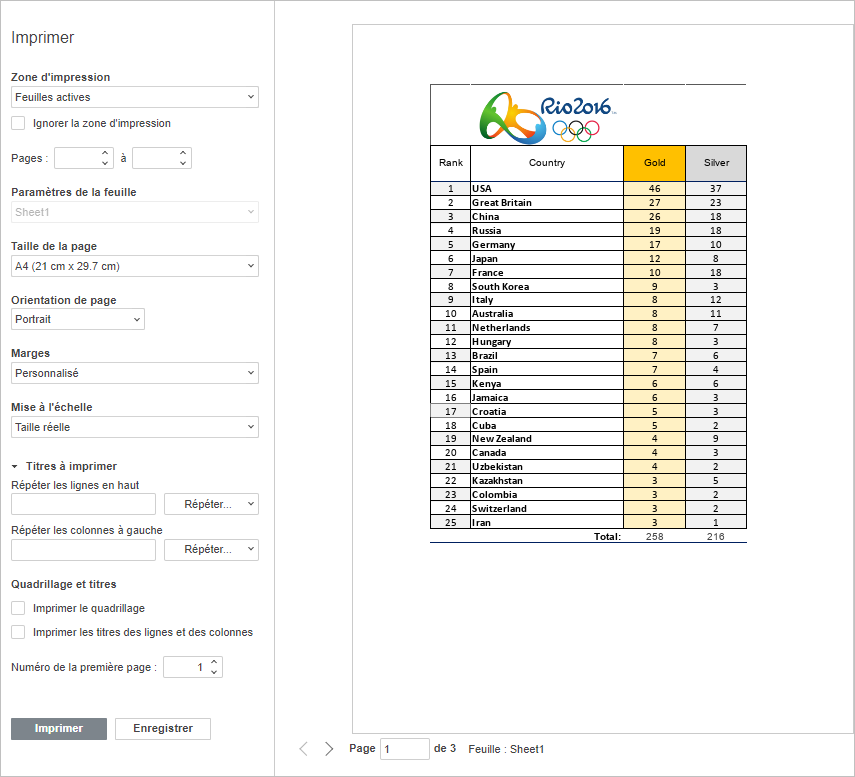 Imprimer
Zone d'impression
Feuilles actives
Ignorer la zone d'impression
Pages :
à
Paramètres de la feuille
Sheet1
Taille de la page
A4 (21 cm x 29.7 cm)
Orientation de page
Portrait
Marges
Personnalisé
Mise à l'échelle
Taille réelle
Titres à imprimer
Répéter les lignes en haut
Répéter...
Répéter les colonnes à gauche
Répéter...
Quadrillage et titres
Imprimer le quadrillage
Imprimer les titres des lignes et des colonnes
Numéro de la première page : 1
Imprimer Enregistrer
Rio2016
Rank Country Gold Silver
1 USA 46 37
2 Great Britain 27 23
3 China 26 18
4 Russia 19 18
5 Germany 17 10
6 Japan 12 8
7 France 10 18
8 South Korea 9 3
9 Italy 8 12
10 Australia 8 11
11 Netherlands 8 7
12 Hungary 8 3
13 Brazil 7 6
14 Spain 7 4
15 Kenya 6 6
16 Jamaica 6 3
17 Croatia 5 3
18 Cuba 5 2
19 New Zealand 4 9
20 Canada 4 3
21 Uzbekistan 4 2
22 Kazakhstan 3 5
23 Colombia 3 2
24 Switzerland 3 2
25 Iran 3 1
Total: 258 216
Page 1 de 3 Feuille : Sheet1